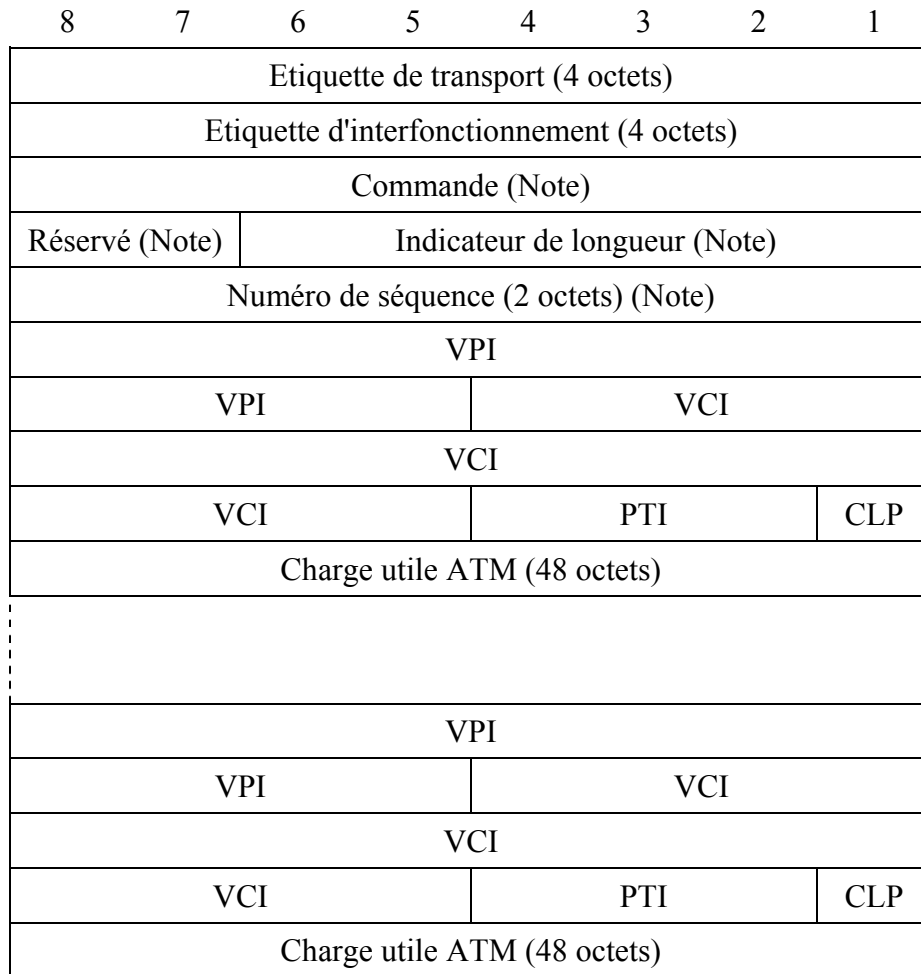 8 7 6 5 4 3 2 1
Etiquette de transport (4 octets)
Etiquette d'interfonctionnement (4 octets)
Commande (Note)
Réservé (Note) Indicateur de longueur (Note)
Numéro de séquence (2 octets) (Note)
VPI
VPI VCI
VCI
VCI PTI CLP
Charge utile ATM (48 octets)
VPI
VPI VCI
VCI
VCI PTI CLP
Charge utile ATM (48 octets)